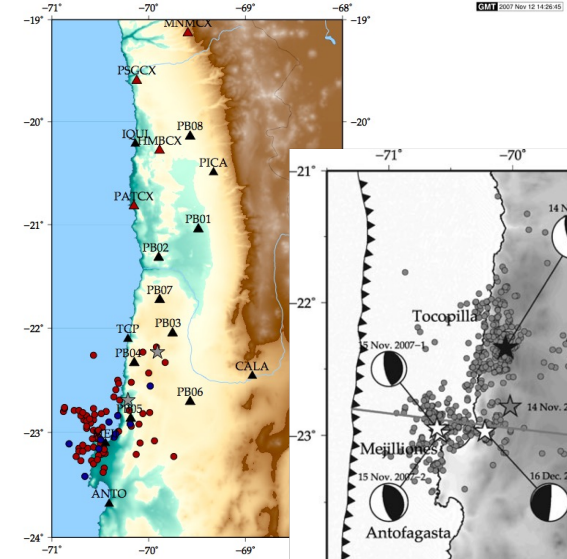 −71° −70° −69° −68°
GMT 2007 Nov 12 14:26:45
−19° −19°
MNMCX
PSGCX
−20°
PB08
IQUI
HMBCX
PICA
−71° −70°
−21° −21°
PATCX
PB01
14 N
PB02
PB07
−22° −22°
Tocopilla
TCP PB03
15 Nov. 2007−1
PB04
CALA
PB06
14 Nov. 2
PB05
−23° −23°
Mejilliones
15 Nov. 2007−2
16 Dec. 2
ANTO
Antofagasta
−24°
−71° −70° −69°